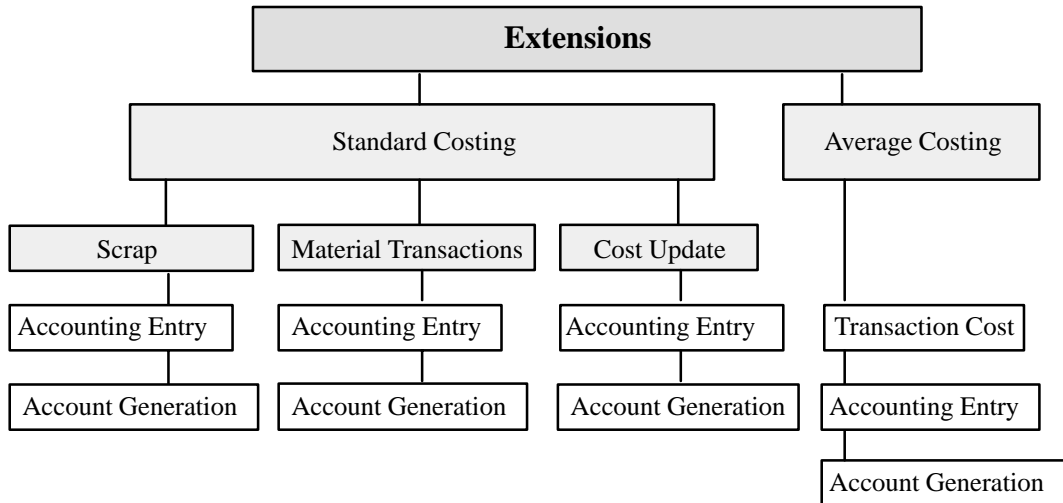 Extensions
Standard Costing
Average Costing
Scrap
Material Transactions
Cost Update
Accounting Entry
Accounting Entry
Accounting Entry
Transaction Cost
Account Generation
Account Generation
Account Generation
Accounting Entry
Account Generation